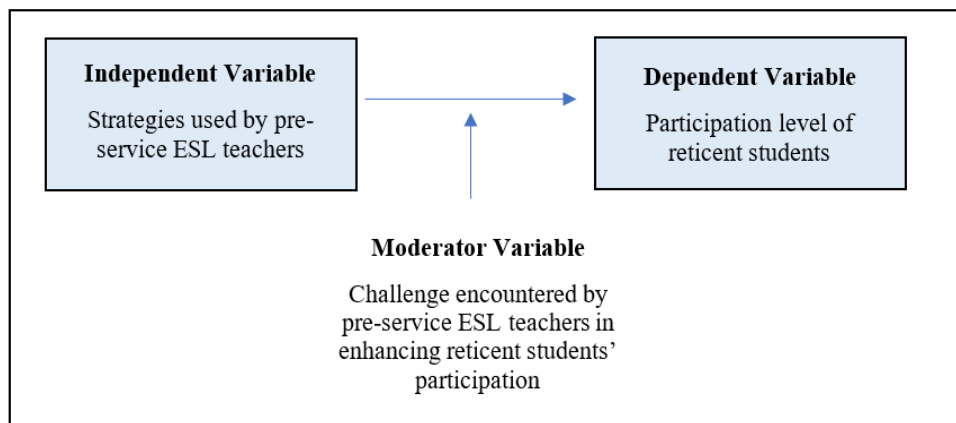 Independent Variable
Strategies used by pre-
service ESL teachers
Dependent Variable
Participation level of
reticent students
Moderator Variable
Challenge encountered by
pre-service ESL teachers in
enhancing reticent students’
participation